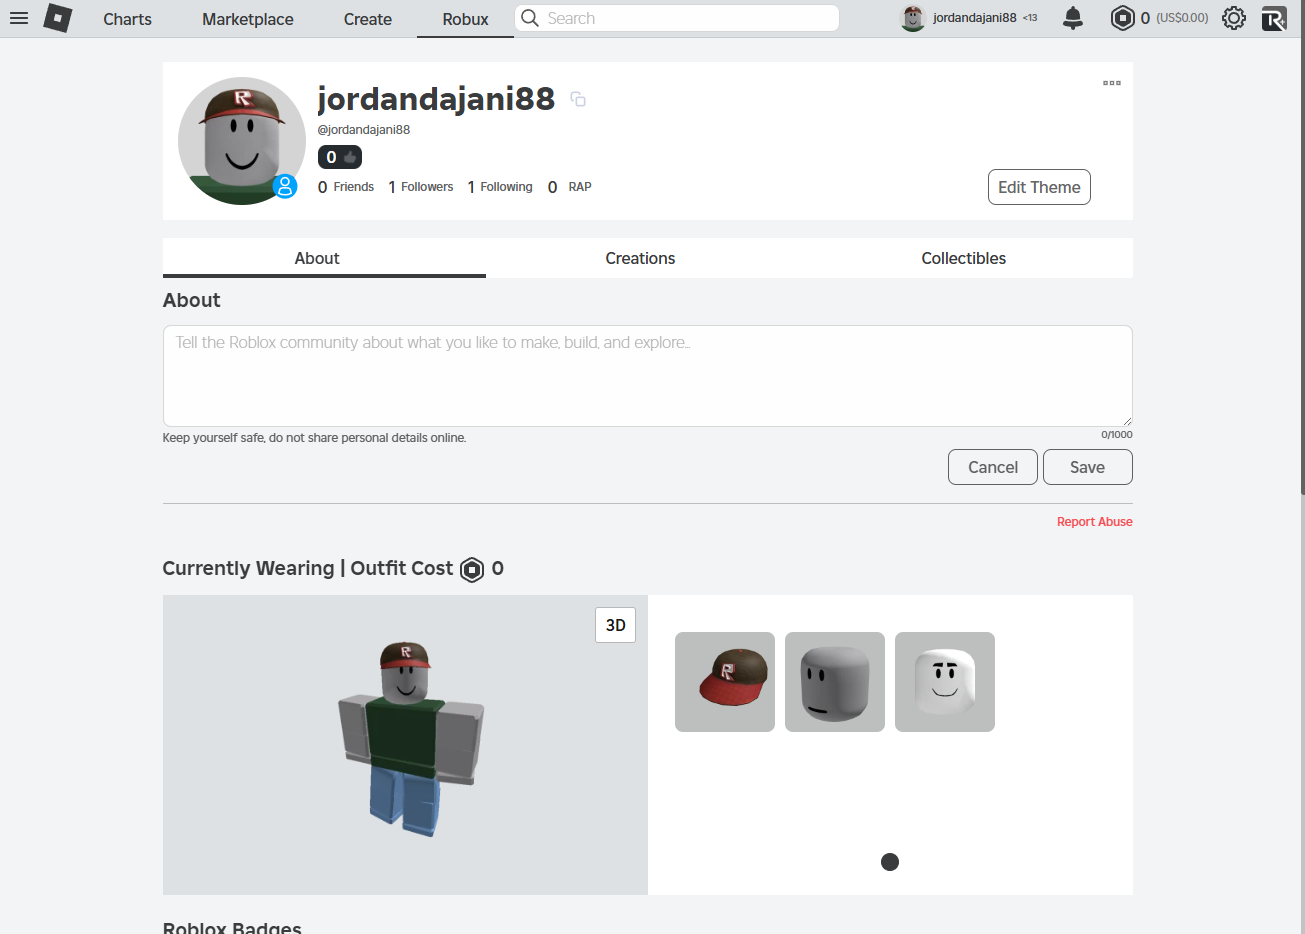 Charts Marketplace Create Robux Search jordandajani88 <13 0 (US$0.00)
jordandajani88
@jordandajani88
0
0 Friends 1 Followers 1 Following 0 RAP
Edit Theme
About Creations Collectibles
About
Tell the Roblox community about what you like to make, build, and explore...
Keep yourself safe, do not share personal details online.
0/1000
Cancel Save
Report Abuse
Currently Wearing | Outfit Cost 0
3D
Roblox Badges